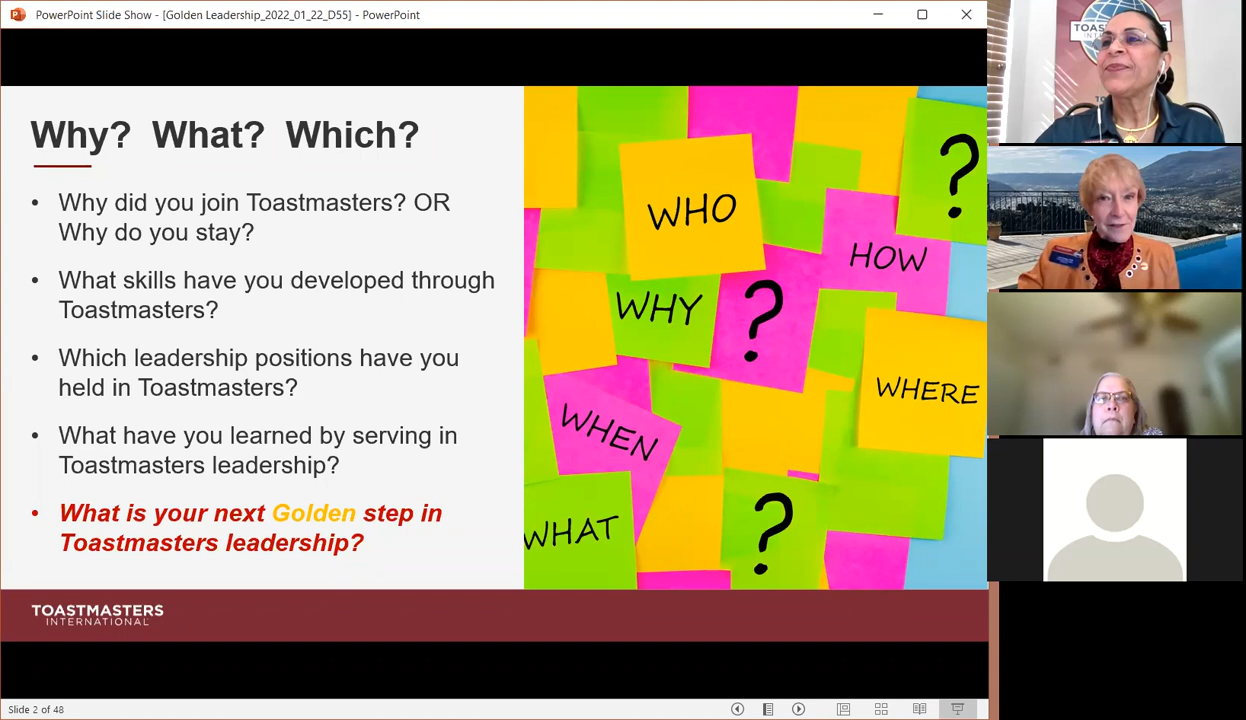 PowerPoint Slide Show - [Golden Leadership_2022_01_22_D55] - PowerPoint
Why? What? Which?
• Why did you join Toastmasters? OR
Why do you stay?
• What skills have you developed through
Toastmasters?
• Which leadership positions have you
held in Toastmasters?
• What have you learned by serving in
Toastmasters leadership?
• What is your next Golden step in
Toastmasters leadership?
WHO
?
HOW
WHY
?
WHERE
WHEN
WHAT
?
TOASTMASTERS
INTERNATIONAL
Slide 2 of 48